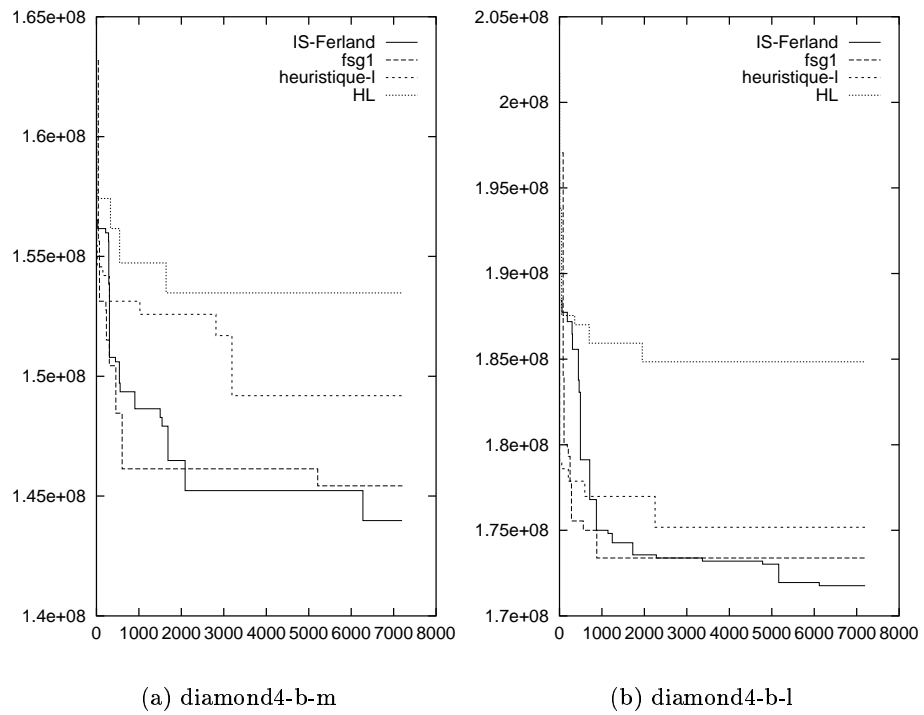 1.65e+08
1.6e+08
1.55e+08
1.5e+08
1.45e+08
1.4e+08
0 1000 2000 3000 4000 5000 6000 7000 8000
IS-Ferland
fsg1
heuristique-l
HL
(a) diamond4-b-m
2.05e+08
2e+08
1.95e+08
1.9e+08
1.85e+08
1.8e+08
1.75e+08
1.7e+08
0 1000 2000 3000 4000 5000 6000 7000 8000
IS-Ferland
fsg1
heuristique-l
HL
(b) diamond4-b-l